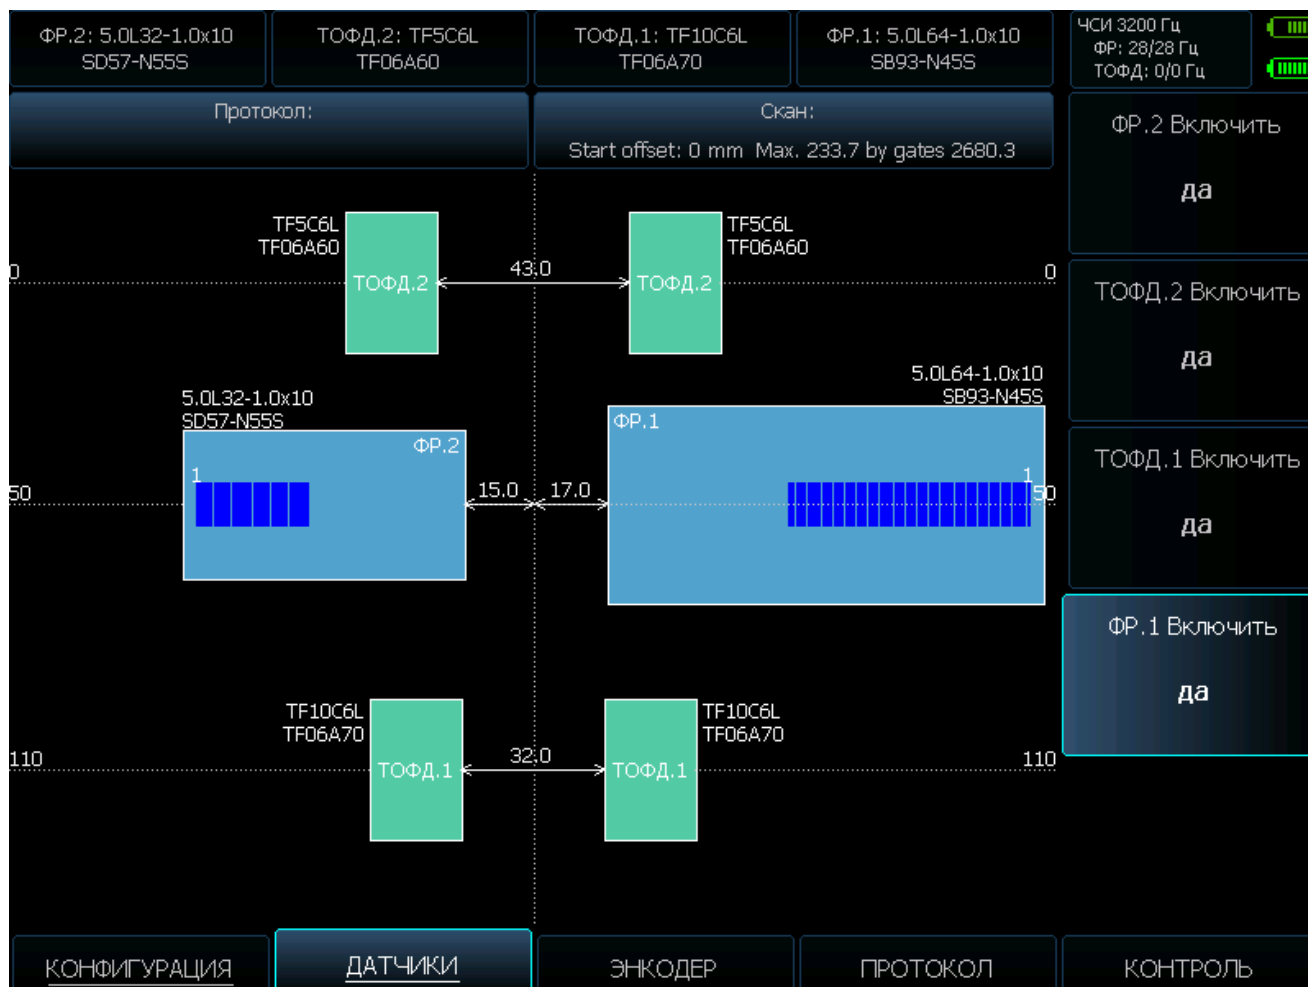 ФР.2: 5.0L32-1.0x10
SD57-N55S
ТОФД.2: TF5C6L
TF06A60
ТОФД.1: TF10C6L
TF06A70
ФР.1: 5.0L64-1.0x10
SB93-N45S
ЧСИ 3200 Гц
ФР: 28/28 Гц
ТОФД: 0/0 Гц
Протокол:
Скан:
Start offset: 0 mm Max. 233.7 by gates 2680.3
ФР.2 Включить
да
ТОФД.2 Включить
да
ТОФД.1 Включить
да
ФР.1 Включить
да
TF5C6L
TF06A60
TF5C6L
TF06A60
0
ТОФД.2
43.0
ТОФД.2
0
5.0L32-1.0x10
SD57-N55S
5.0L64-1.0x10
SB93-N45S
ФР.2
ФР.1
1
1
50
15.0
17.0
50
TF10C6L
TF06A70
TF10C6L
TF06A70
110
ТОФД.1
32.0
ТОФД.1
110
КОНФИГУРАЦИЯ
ДАТЧИКИ
ЭНКОДЕР
ПРОТОКОЛ
КОНТРОЛЬ